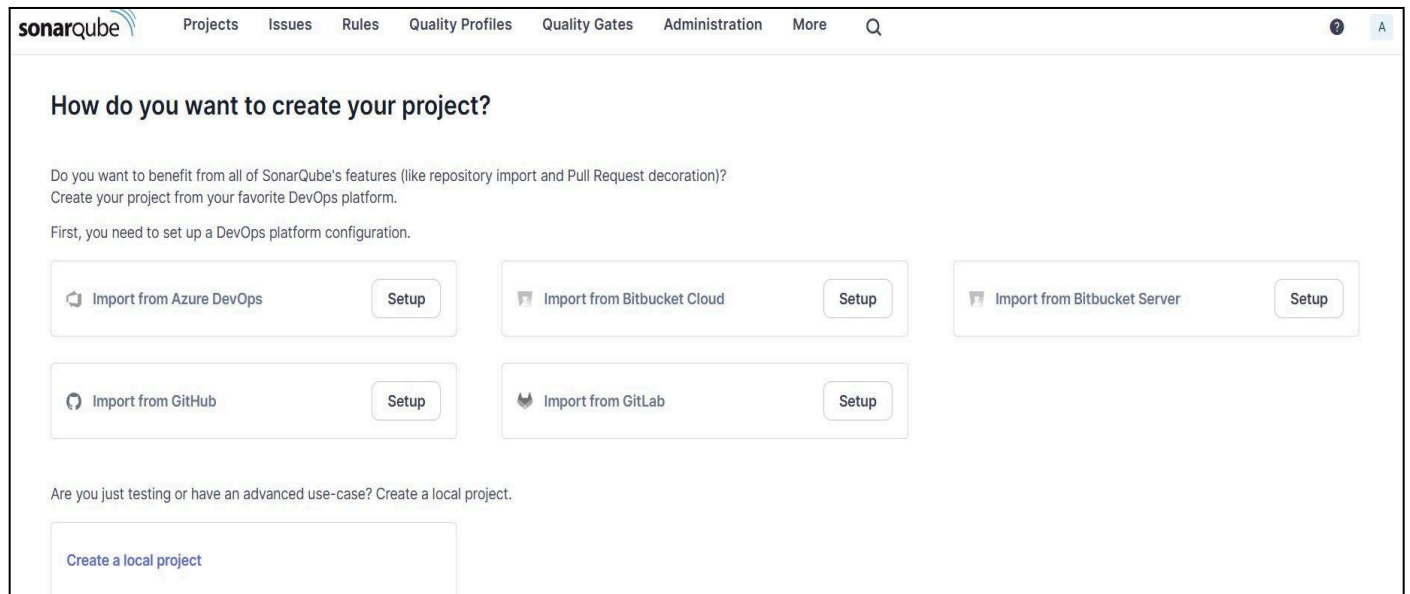 sonarqube Projects Issues Rules Quality Profiles Quality Gates Administration More ? A
How do you want to create your project?
Do you want to benefit from all of SonarQube's features (like repository import and Pull Request decoration)?
Create your project from your favorite DevOps platform.
First, you need to set up a DevOps platform configuration.
Import from Azure DevOps Setup Import from Bitbucket Cloud Setup Import from Bitbucket Server Setup
Import from GitHub Setup Import from GitLab Setup
Are you just testing or have an advanced use-case? Create a local project.
Create a local project